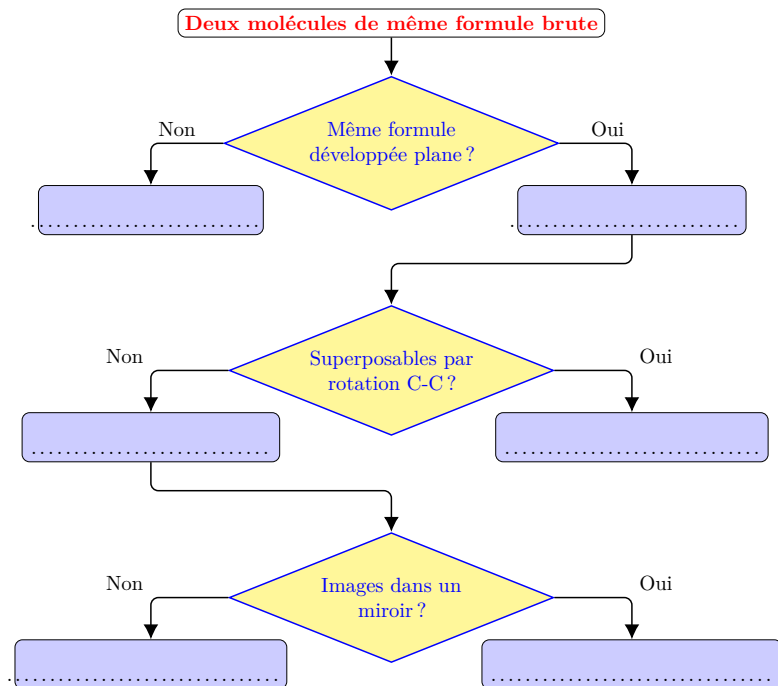 Deux molécules de même formule brute
Même formule
développée plane ?
Non
Oui
. . . . . . . . . . . . . . . . . . . . . . . . . . .
. . . . . . . . . . . . . . . . . . . . . . . . . . .
Superposables par
rotation C-C ?
Non
Oui
. . . . . . . . . . . . . . . . . . . . . . . . . . .
. . . . . . . . . . . . . . . . . . . . . . . . . . . . . .
Images dans un
miroir ?
Non
Oui
. . . . . . . . . . . . . . . . . . . . . . . . . . . . . . . .
. . . . . . . . . . . . . . . . . . . . . . . . . . . . . . . . .